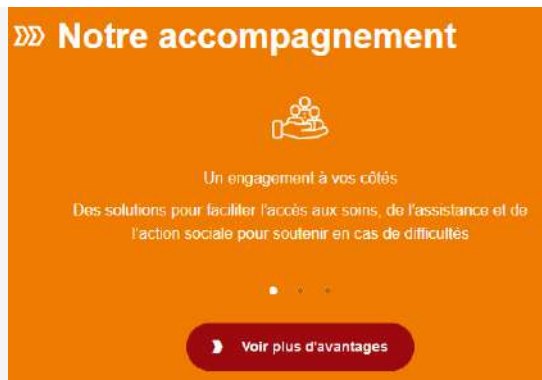 Notre accompagnement
Un engagement à vos côtés
Des solutions pour faciliter l'accès aux soins, de l'assistance et de
l'action sociale pour soutenir en cas de difficultés
Voir plus d'avantages